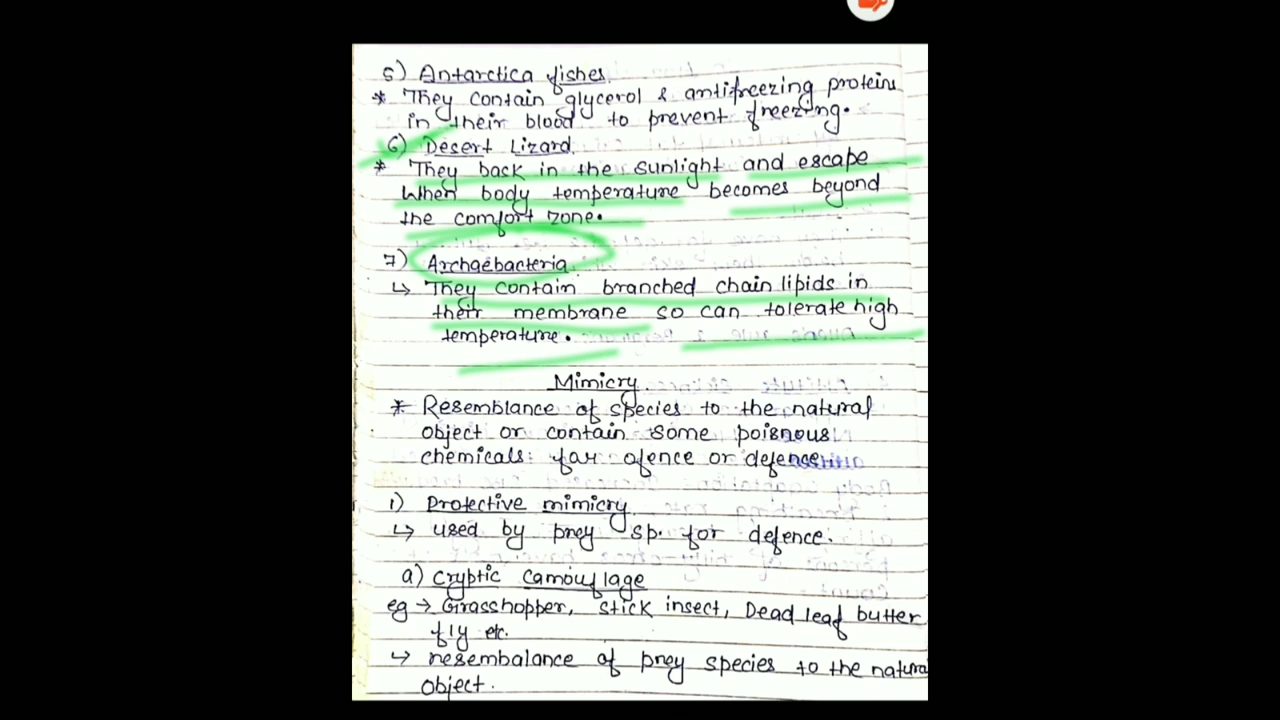 5) Antarctica fishes.
* They contain glycerol & antifreezing proteins
in their blood to prevent freezing.
6) Desert Lizard.
* They back in the sunlight and escape
when body temperature becomes beyond
the comfort zone.
7) Archaebacteria.
↳ They contain branched chain lipids in
their membrane so can tolerate high
temperature.
Mimicry.
* Resemblance of species to the natural
object or contain some poisnous
chemicals: for ofence or defence
1) Protective mimicry.
↳ used by prey sp. for defence.
a) Cryptic camouflage
eg → Grasshopper, stick insect, Dead leaf butter
fly etc.
↳ resembalance of prey species to the natural
object.